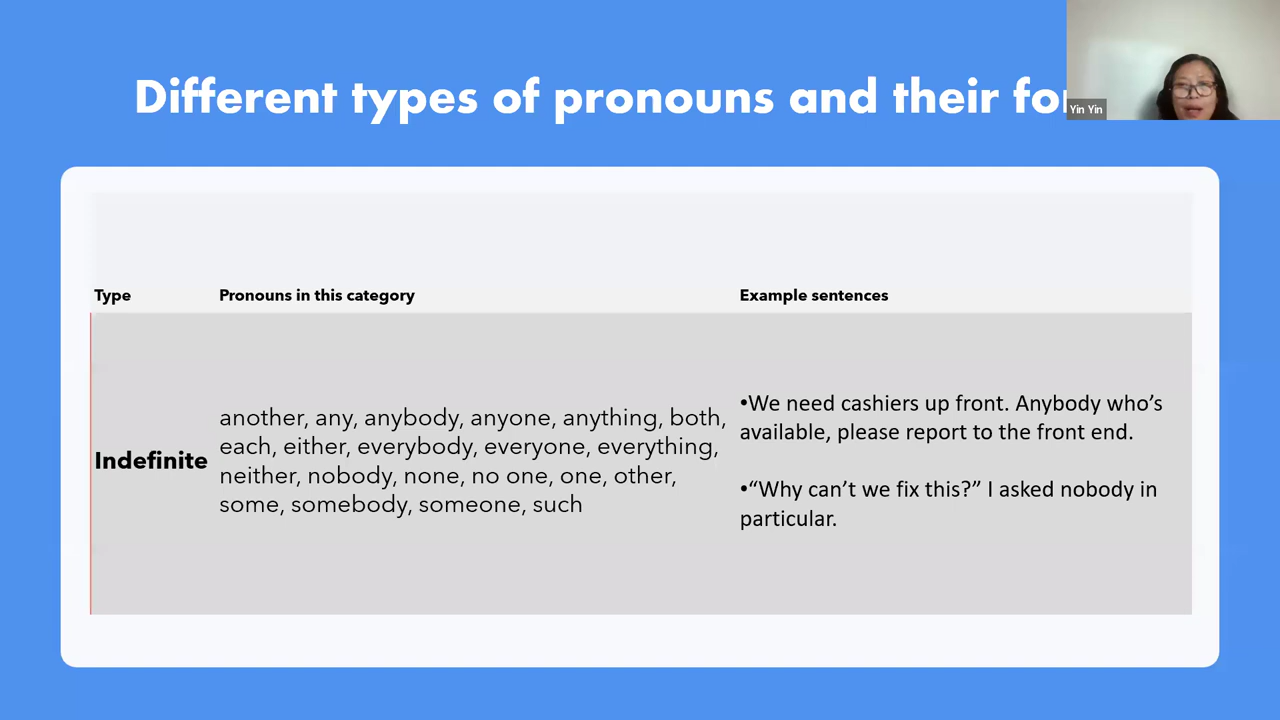 Different types of pronouns and their
Yin Yin
Type Pronouns in this category Example sentences
Indefinite
another, any, anybody, anyone, anything, both,
each, either, everybody, everyone, everything,
neither, nobody, none, no one, one, other,
some, somebody, someone, such
•We need cashiers up front. Anybody who’s
available, please report to the front end.
•“Why can’t we fix this?” I asked nobody in
particular.